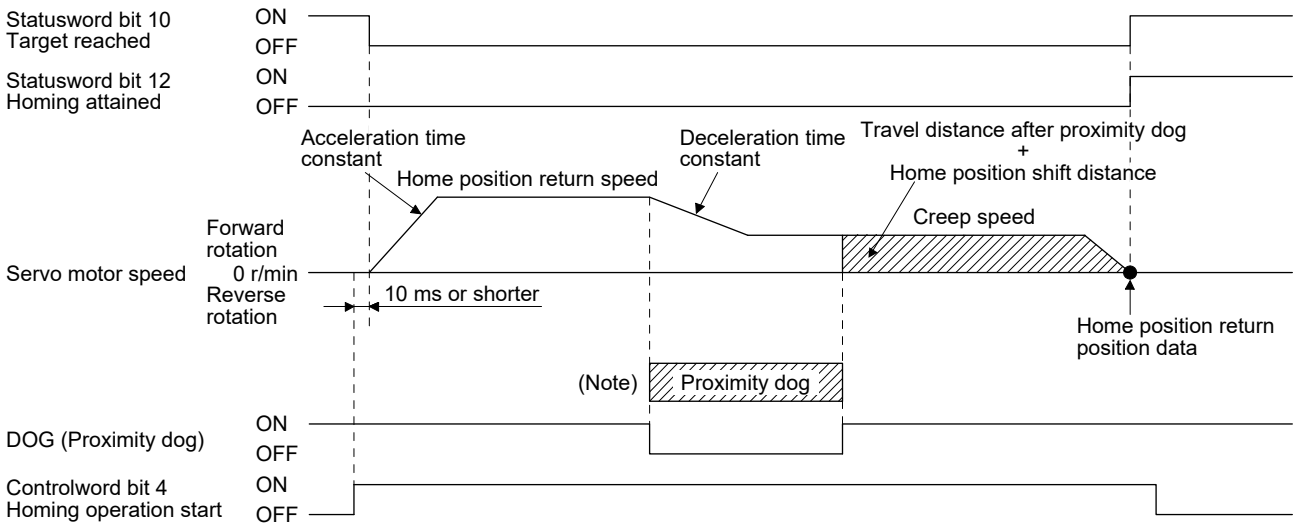 Statusword bit 10
Target reached
ON
OFF
Statusword bit 12
Homing attained
ON
OFF
Acceleration time
constant
Home position return speed
Deceleration time
constant
Travel distance after proximity dog
+
Home position shift distance
Creep speed
Forward
rotation
Servo motor speed
0 r/min
Reverse
rotation
10 ms or shorter
Home position return
position data
(Note)
Proximity dog
DOG (Proximity dog)
ON
OFF
Controlword bit 4
Homing operation start
ON
OFF